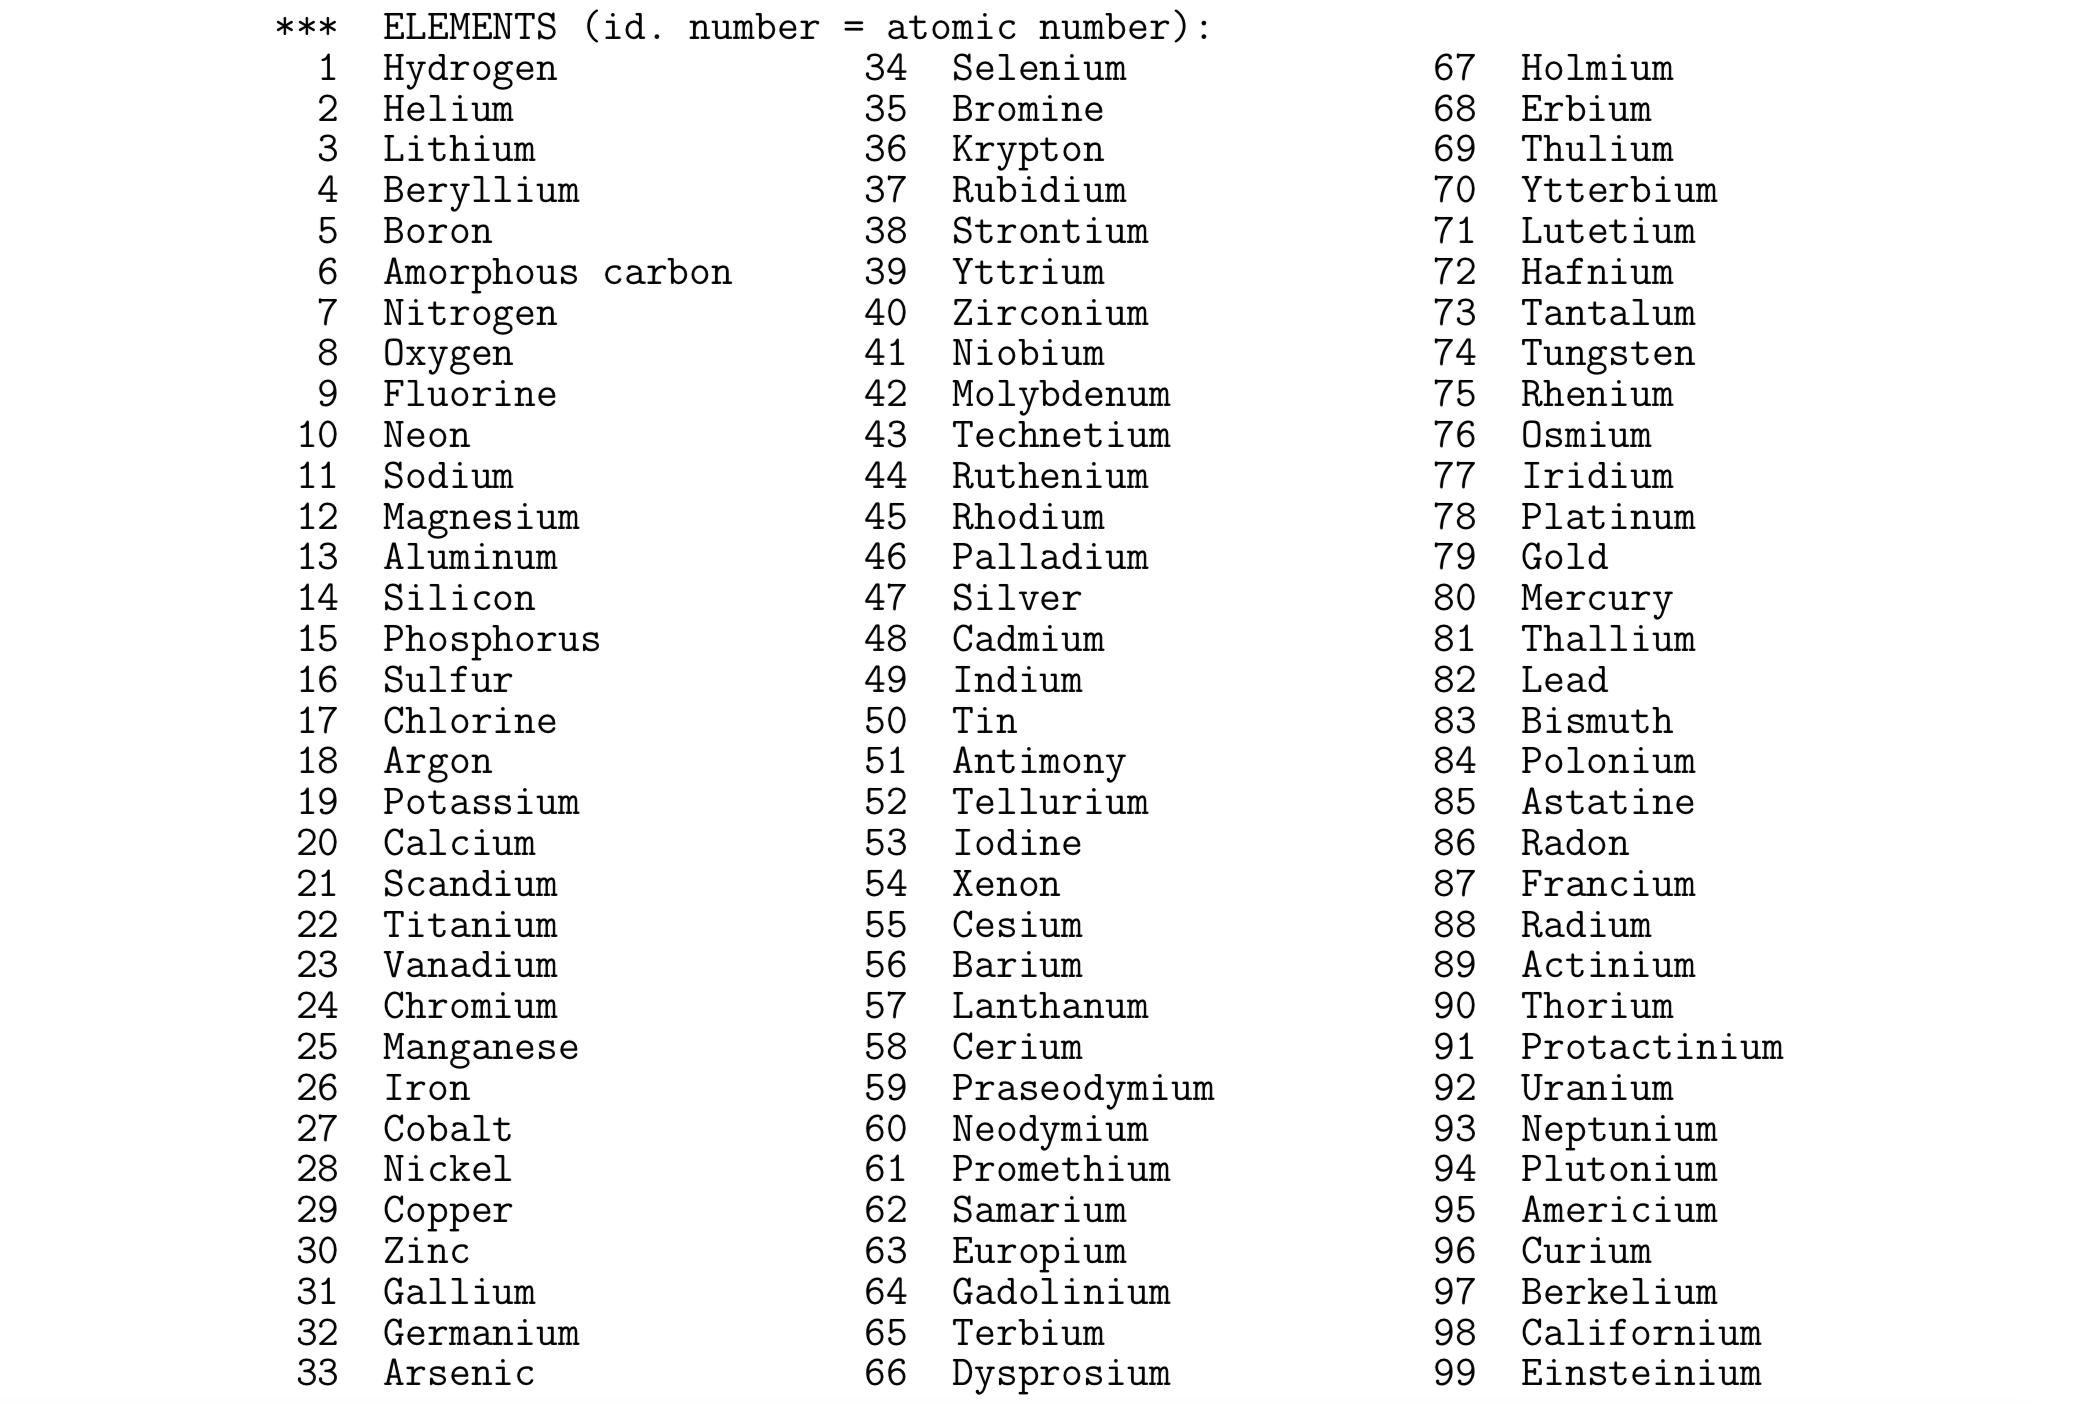 *** ELEMENTS (id. number = atomic number):
1 Hydrogen 34 Selenium 67 Holmium
2 Helium 35 Bromine 68 Erbium
3 Lithium 36 Krypton 69 Thulium
4 Beryllium 37 Rubidium 70 Ytterbium
5 Boron 38 Strontium 71 Lutetium
6 Amorphous carbon 39 Yttrium 72 Hafnium
7 Nitrogen 40 Zirconium 73 Tantalum
8 Oxygen 41 Niobium 74 Tungsten
9 Fluorine 42 Molybdenum 75 Rhenium
10 Neon 43 Technetium 76 Osmium
11 Sodium 44 Ruthenium 77 Iridium
12 Magnesium 45 Rhodium 78 Platinum
13 Aluminum 46 Palladium 79 Gold
14 Silicon 47 Silver 80 Mercury
15 Phosphorus 48 Cadmium 81 Thallium
16 Sulfur 49 Indium 82 Lead
17 Chlorine 50 Tin 83 Bismuth
18 Argon 51 Antimony 84 Polonium
19 Potassium 52 Tellurium 85 Astatine
20 Calcium 53 Iodine 86 Radon
21 Scandium 54 Xenon 87 Francium
22 Titanium 55 Cesium 88 Radium
23 Vanadium 56 Barium 89 Actinium
24 Chromium 57 Lanthanum 90 Thorium
25 Manganese 58 Cerium 91 Protactinium
26 Iron 59 Praseodymium 92 Uranium
27 Cobalt 60 Neodymium 93 Neptunium
28 Nickel 61 Promethium 94 Plutonium
29 Copper 62 Samarium 95 Americium
30 Zinc 63 Europium 96 Curium
31 Gallium 64 Gadolinium 97 Berkelium
32 Germanium 65 Terbium 98 Californium
33 Arsenic 66 Dysprosium 99 Einsteinium